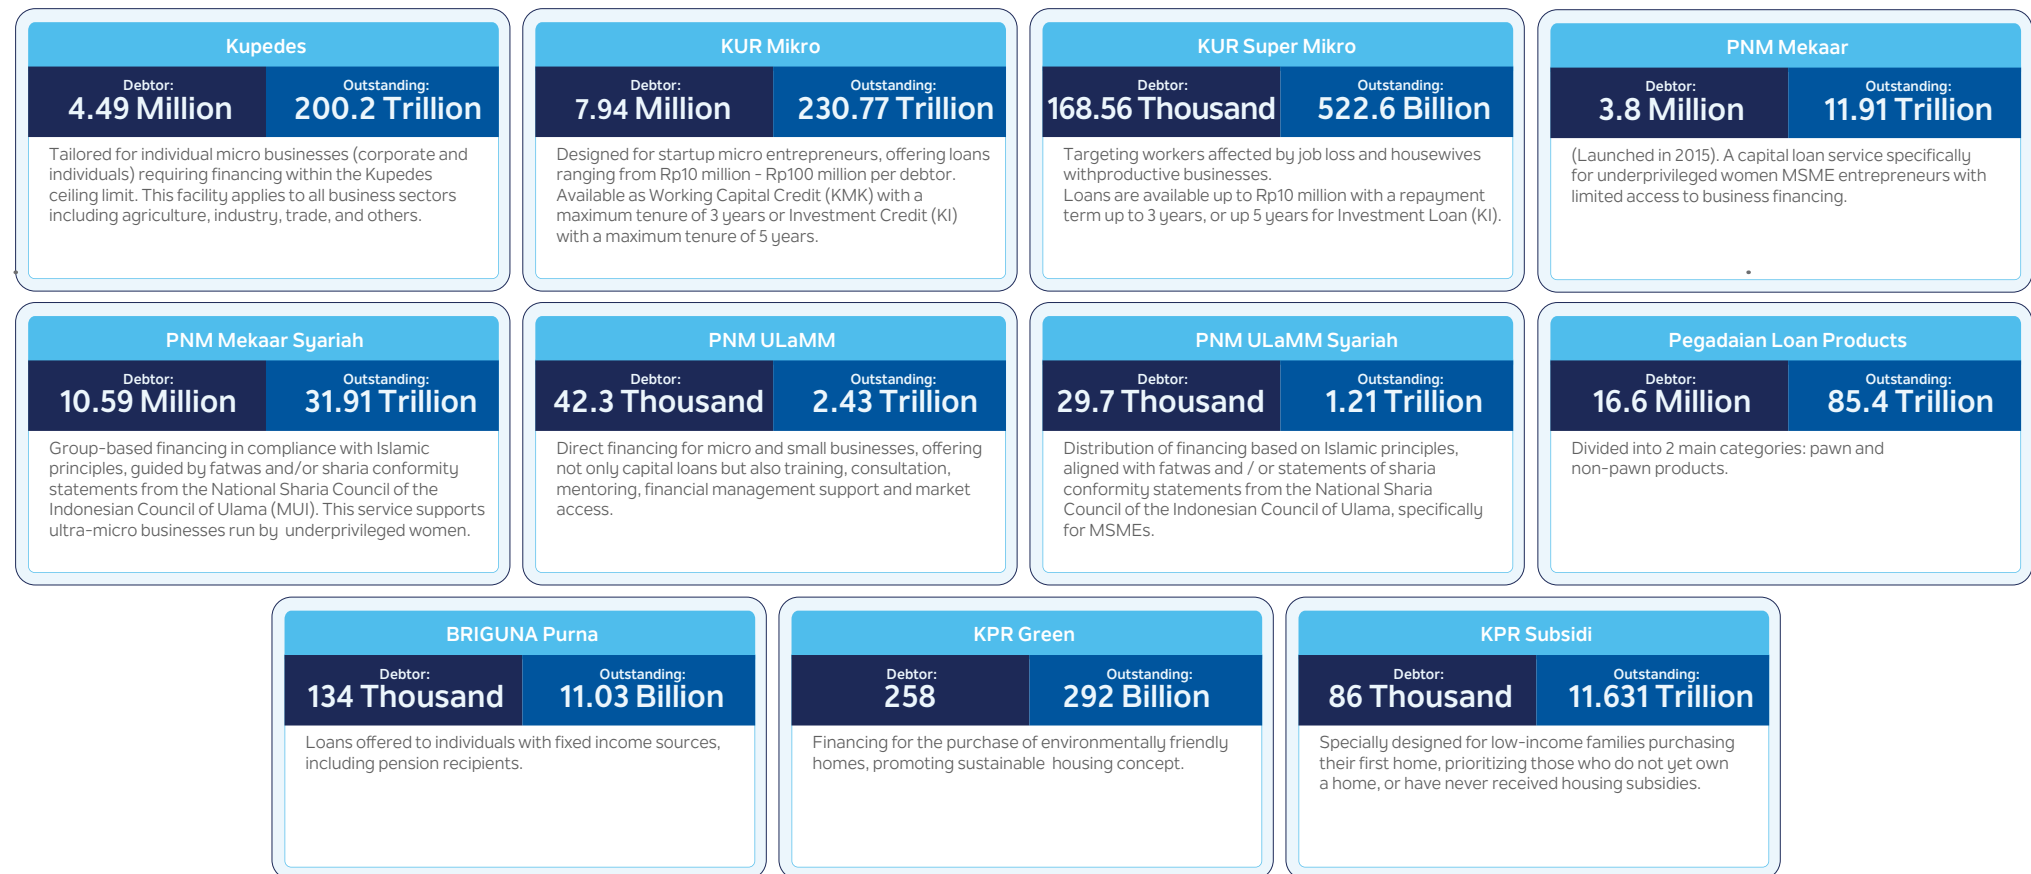 Kupedes
Debtor:
4.49 Million
Outstanding:
200.2 Trillion
Tailored for individual micro businesses (corporate and
individuals) requiring financing within the Kupedes
ceiling limit. This facility applies to all business sectors
including agriculture, industry, trade, and others.
KUR Mikro
Debtor:
7.94 Million
Outstanding:
230.77 Trillion
Designed for startup micro entrepreneurs, offering loans
ranging from Rp10 million - Rp100 million per debtor.
Available as Working Capital Credit (KMK) with a
maximum tenure of 3 years or Investment Credit (KI)
with a maximum tenure of 5 years.
KUR Super Mikro
Debtor:
168.56 Thousand
Outstanding:
522.6 Billion
Targeting workers affected by job loss and housewives
withproductive businesses.
Loans are available up to Rp10 million with a repayment
term up to 3 years, or up 5 years for Investment Loan (KI).
PNM Mekaar
Debtor:
3.8 Million
Outstanding:
11.91 Trillion
(Launched in 2015). A capital loan service specifically
for underprivileged women MSME entrepreneurs with
limited access to business financing.
PNM Mekaar Syariah
Debtor:
10.59 Million
Outstanding:
31.91 Trillion
Group-based financing in compliance with Islamic
principles, guided by fatwas and/or sharia conformity
statements from the National Sharia Council of the
Indonesian Council of Ulama (MUI). This service supports
ultra-micro businesses run by underprivileged women.
PNM ULaMM
Debtor:
42.3 Thousand
Outstanding:
2.43 Trillion
Direct financing for micro and small businesses, offering
not only capital loans but also training, consultation,
mentoring, financial management support and market
access.
PNM ULaMM Syariah
Debtor:
29.7 Thousand
Outstanding:
1.21 Trillion
Distribution of financing based on Islamic principles,
aligned with fatwas and / or statements of sharia
conformity statements from the National Sharia
Council of the Indonesian Council of Ulama, specifically
for MSMEs.
Pegadaian Loan Products
Debtor:
16.6 Million
Outstanding:
85.4 Trillion
Divided into 2 main categories: pawn and
non-pawn products.
BRIGUNA Purna
Debtor:
134 Thousand
Outstanding:
11.03 Billion
Loans offered to individuals with fixed income sources,
including pension recipients.
KPR Green
Debtor:
258
Outstanding:
292 Billion
Financing for the purchase of environmentally friendly
homes, promoting sustainable housing concept.
KPR Subsidi
Debtor:
86 Thousand
Outstanding:
11.631 Trillion
Specially designed for low-income families purchasing
their first home, prioritizing those who do not yet own
a home, or have never received housing subsidies.